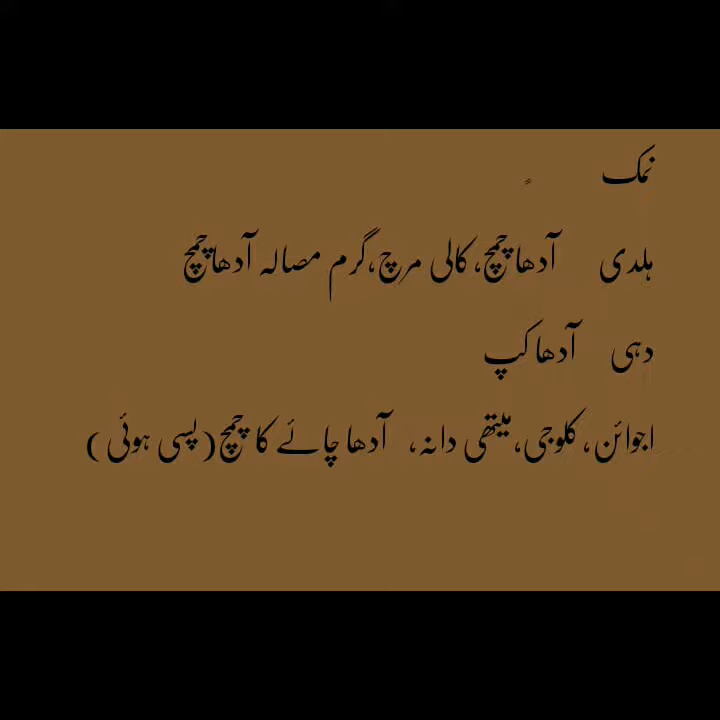 نمک
ہلدی آدھا چمچ، کالی مرچ،گرم مصالہ آدھا چمچ
دہی آدھا کپ
اجوائن، کلونجی،میتھی دانہ، آدھا چائے کا چمچ(پسی ہوئی )